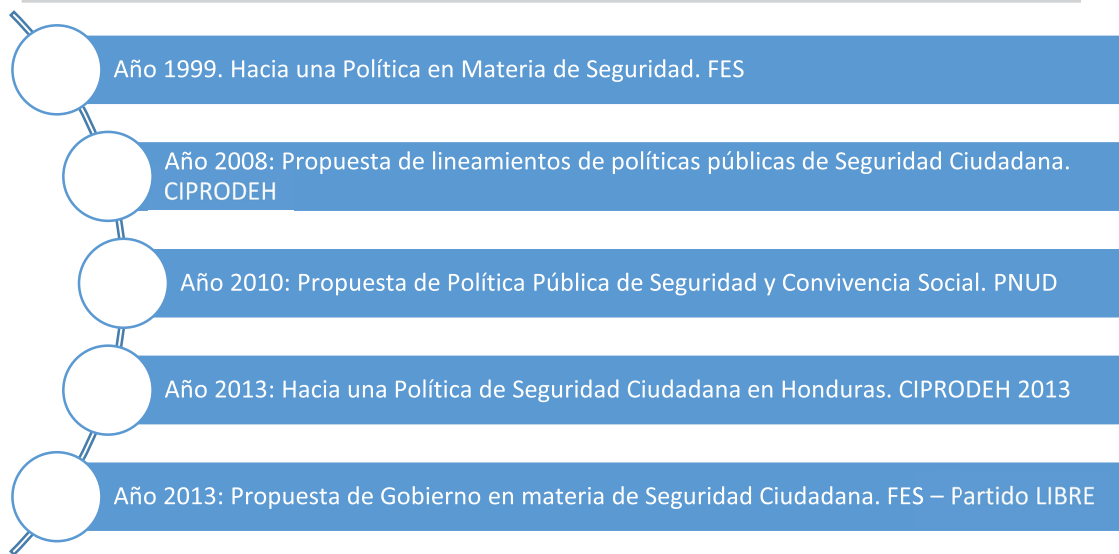 Año 1999. Hacia una Política en Materia de Seguridad. FES
Año 2008: Propuesta de lineamientos de políticas públicas de Seguridad Ciudadana.
CIPRODEH
Año 2010: Propuesta de Política Pública de Seguridad y Convivencia Social. PNUD
Año 2013: Hacia una Política de Seguridad Ciudadana en Honduras. CIPRODEH 2013
Año 2013: Propuesta de Gobierno en materia de Seguridad Ciudadana. FES – Partido LIBRE